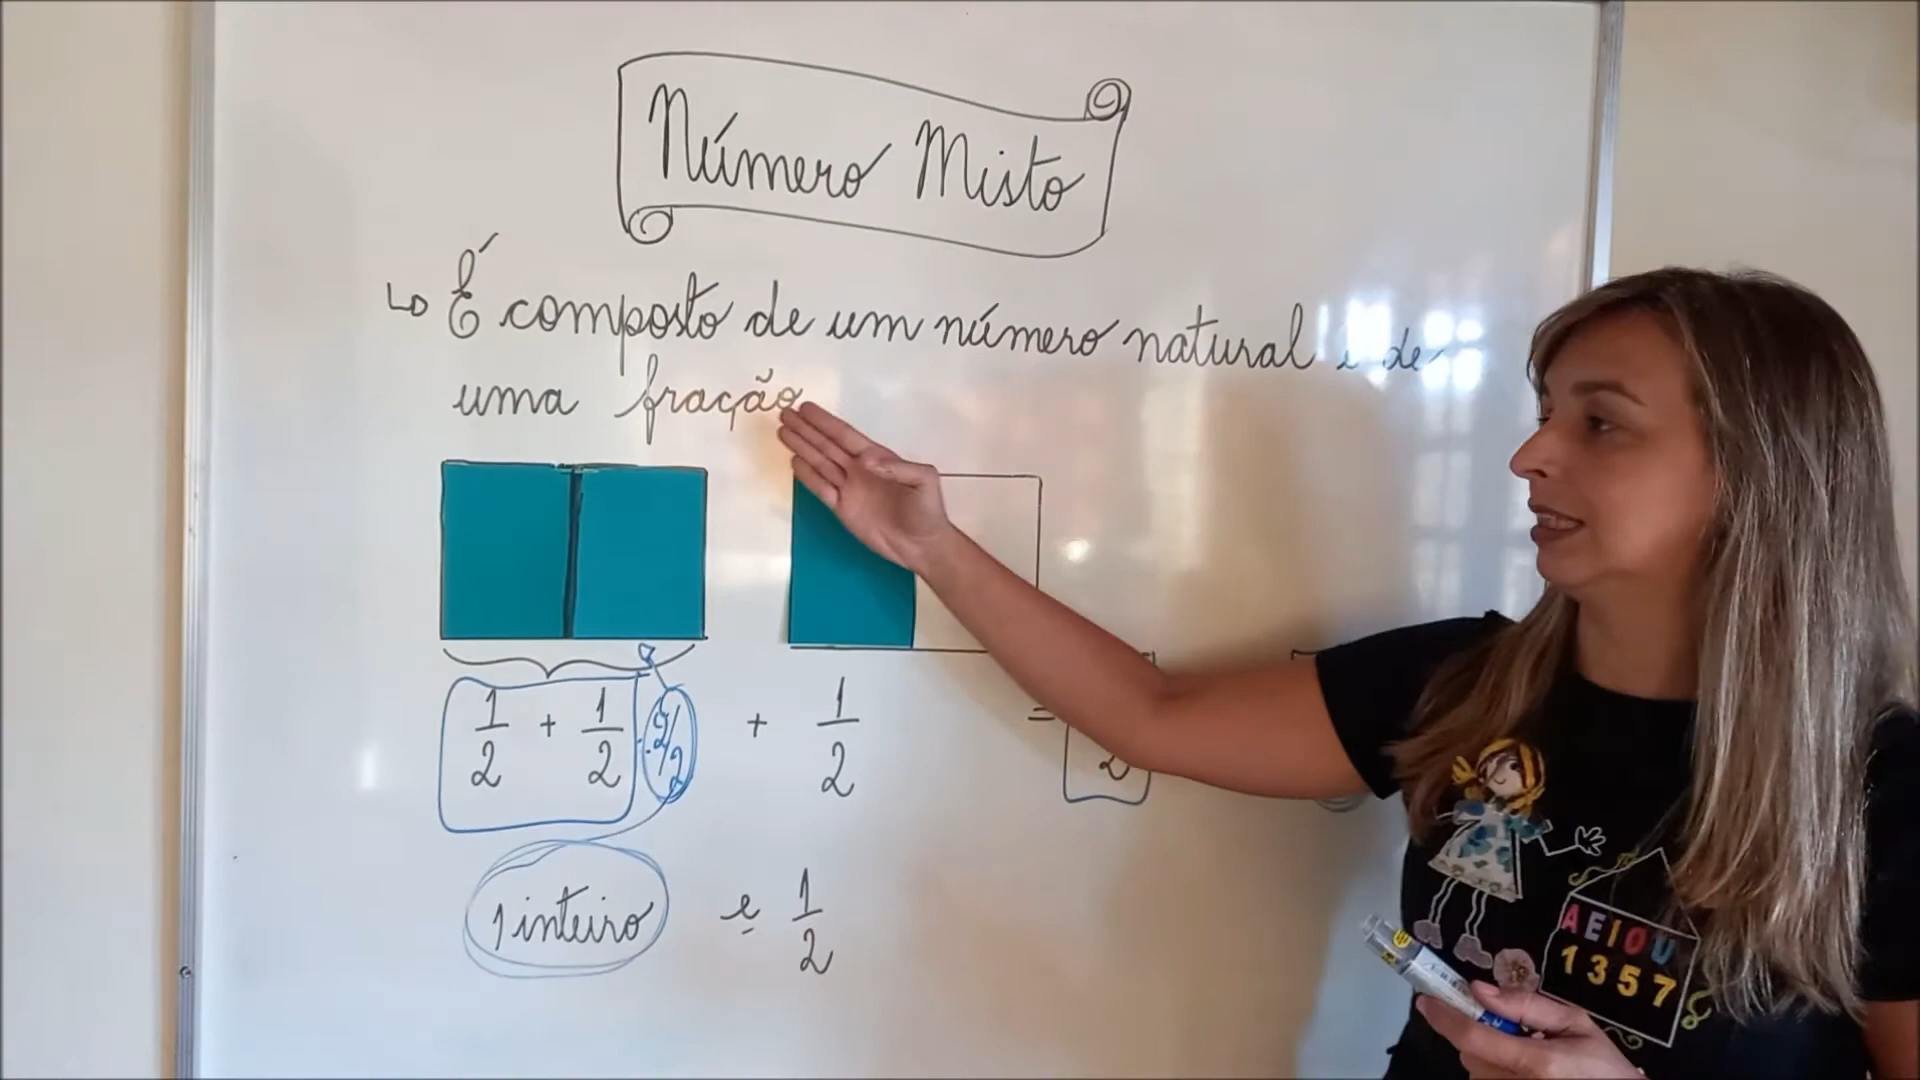 Número Misto
↳ É composto de um número natural e de
uma fração
1/2 + 1/2 = 2/2 + 1/2 = 2
1 inteiro e 1/2
AEIOU
1357